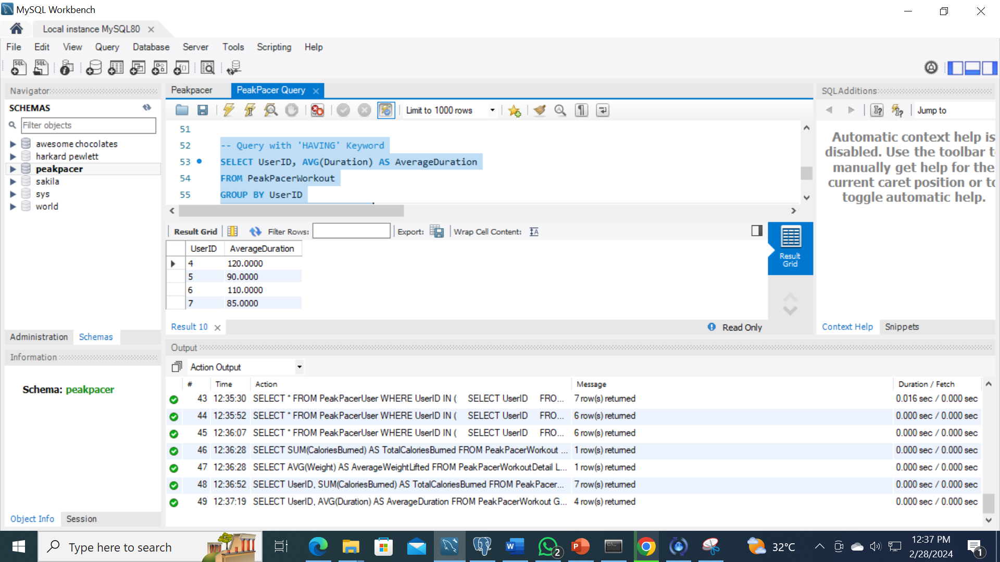 MySQL Workbench
Local instance MySQL80
File Edit View Query Database Server Tools Scripting Help
Navigator
SCHEMAS
Filter objects
awesome chocolates
harkard pewlett
peakpacer
sakila
sys
world
Administration Schemas
Information
Schema: peakpacer
Object Info Session
Peakpacer PeakPacer Query
Limit to 1000 rows
51
52 -- Query with 'HAVING' Keyword
53 SELECT UserID, AVG(Duration) AS AverageDuration
54 FROM PeakPacerWorkout
55 GROUP BY UserID
Result Grid Filter Rows: Export: Wrap Cell Content:
UserID AverageDuration
4 120.0000
5 90.0000
6 110.0000
7 85.0000
Result Grid
Result 10 Read Only
SQLAdditions
Jump to
Automatic context help is
disabled. Use the toolbar t
manually get help for the
current caret position or to
toggle automatic help.
Context Help Snippets
Output
Action Output
# Time Action Message Duration / Fetch
43 12:35:30 SELECT * FROM PeakPacerUser WHERE UserID IN ( SELECT UserID FRO... 7 row(s) returned 0.016 sec / 0.000 sec
44 12:35:52 SELECT * FROM PeakPacerUser WHERE UserID IN ( SELECT UserID FRO... 6 row(s) returned 0.000 sec / 0.000 sec
45 12:36:07 SELECT * FROM PeakPacerUser WHERE UserID IN ( SELECT UserID FRO... 6 row(s) returned 0.000 sec / 0.000 sec
46 12:36:28 SELECT SUM(CaloriesBurned) AS TotalCaloriesBurned FROM PeakPacerWorkout ... 1 row(s) returned 0.000 sec / 0.000 sec
47 12:36:28 SELECT AVG(Weight) AS AverageWeightLifted FROM PeakPacerWorkoutDetail L... 1 row(s) returned 0.000 sec / 0.000 sec
48 12:36:52 SELECT UserID, SUM(CaloriesBurned) AS TotalCaloriesBurned FROM PeakPacer... 7 row(s) returned 0.000 sec / 0.000 sec
49 12:37:19 SELECT UserID, AVG(Duration) AS AverageDuration FROM PeakPacerWorkout G... 4 row(s) returned 0.000 sec / 0.000 sec
Type here to search
2
32°C
12:37 PM
2/28/2024
1